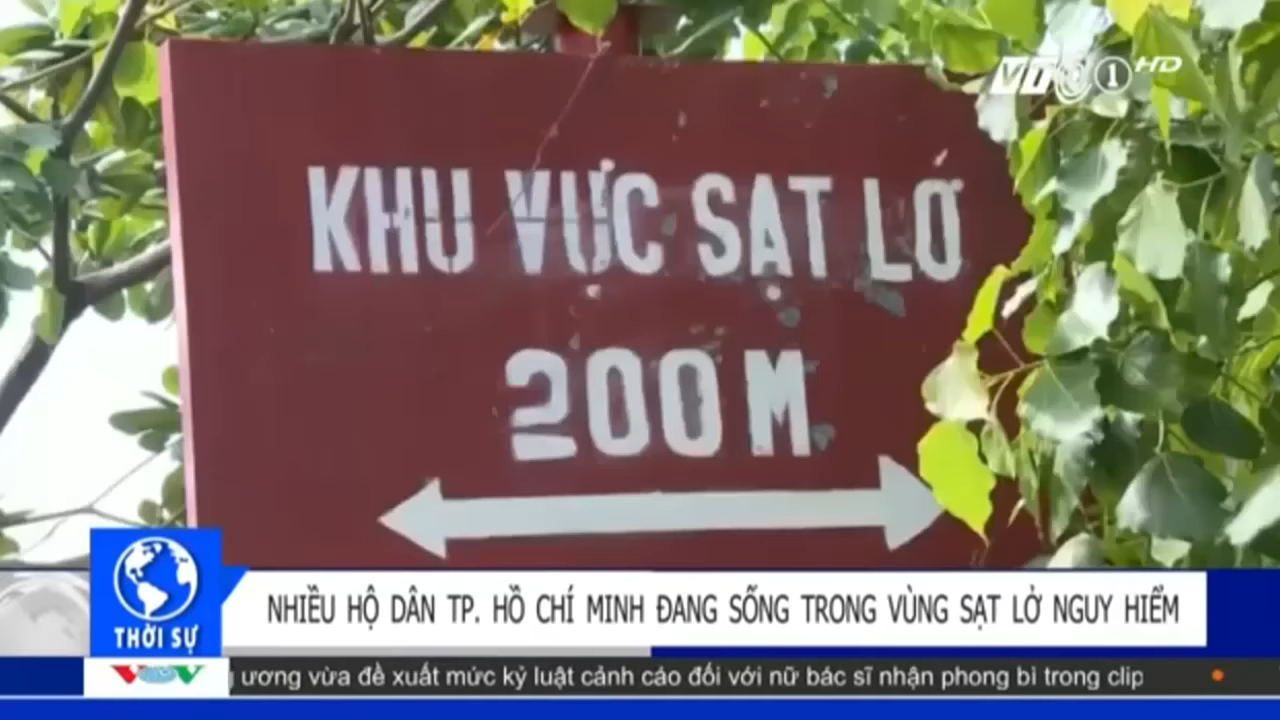 VTC 1 HD
KHU VỰC SẠT LỞ
200 M
NHIỀU HỘ DÂN TP. HỒ CHÍ MINH ĐANG SỐNG TRONG VÙNG SẠT LỞ NGUY HIỂM
THỜI SỰ
ương vừa đề xuất mức kỷ luật cảnh cáo đối với nữ bác sĩ nhận phong bì trong clip